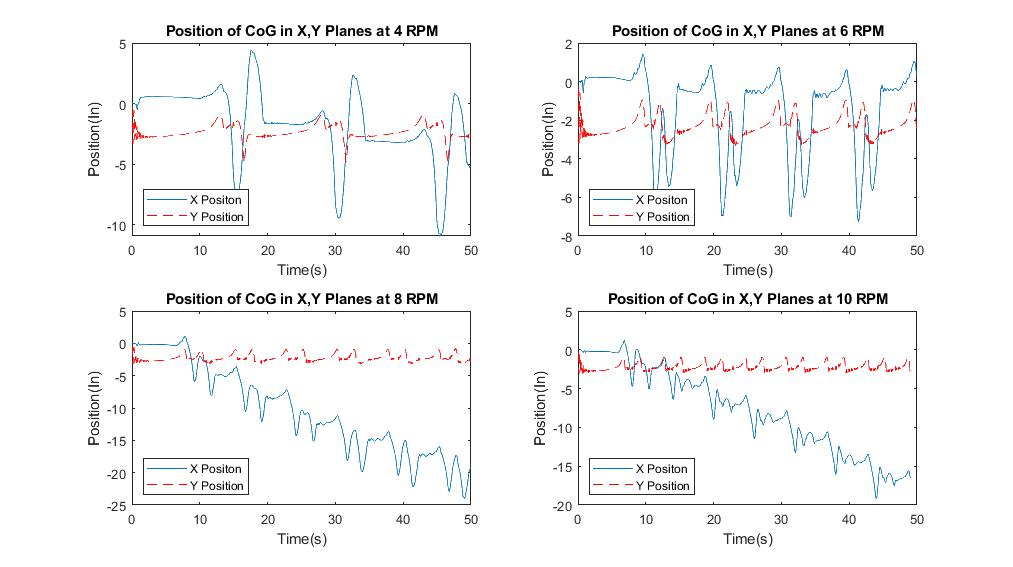 Position of CoG in X,Y Planes at 4 RPM
5
0
-5
-10
Position(In)
X Positon
Y Position
0 10 20 30 40 50
Time(s)
Position of CoG in X,Y Planes at 6 RPM
2
0
-2
-4
-6
-8
Position(In)
X Positon
Y Position
0 10 20 30 40 50
Time(s)
Position of CoG in X,Y Planes at 8 RPM
5
0
-5
-10
-15
-20
-25
Position(In)
X Positon
Y Position
0 10 20 30 40 50
Time(s)
Position of CoG in X,Y Planes at 10 RPM
5
0
-5
-10
-15
-20
Position(In)
X Positon
Y Position
0 10 20 30 40 50
Time(s)